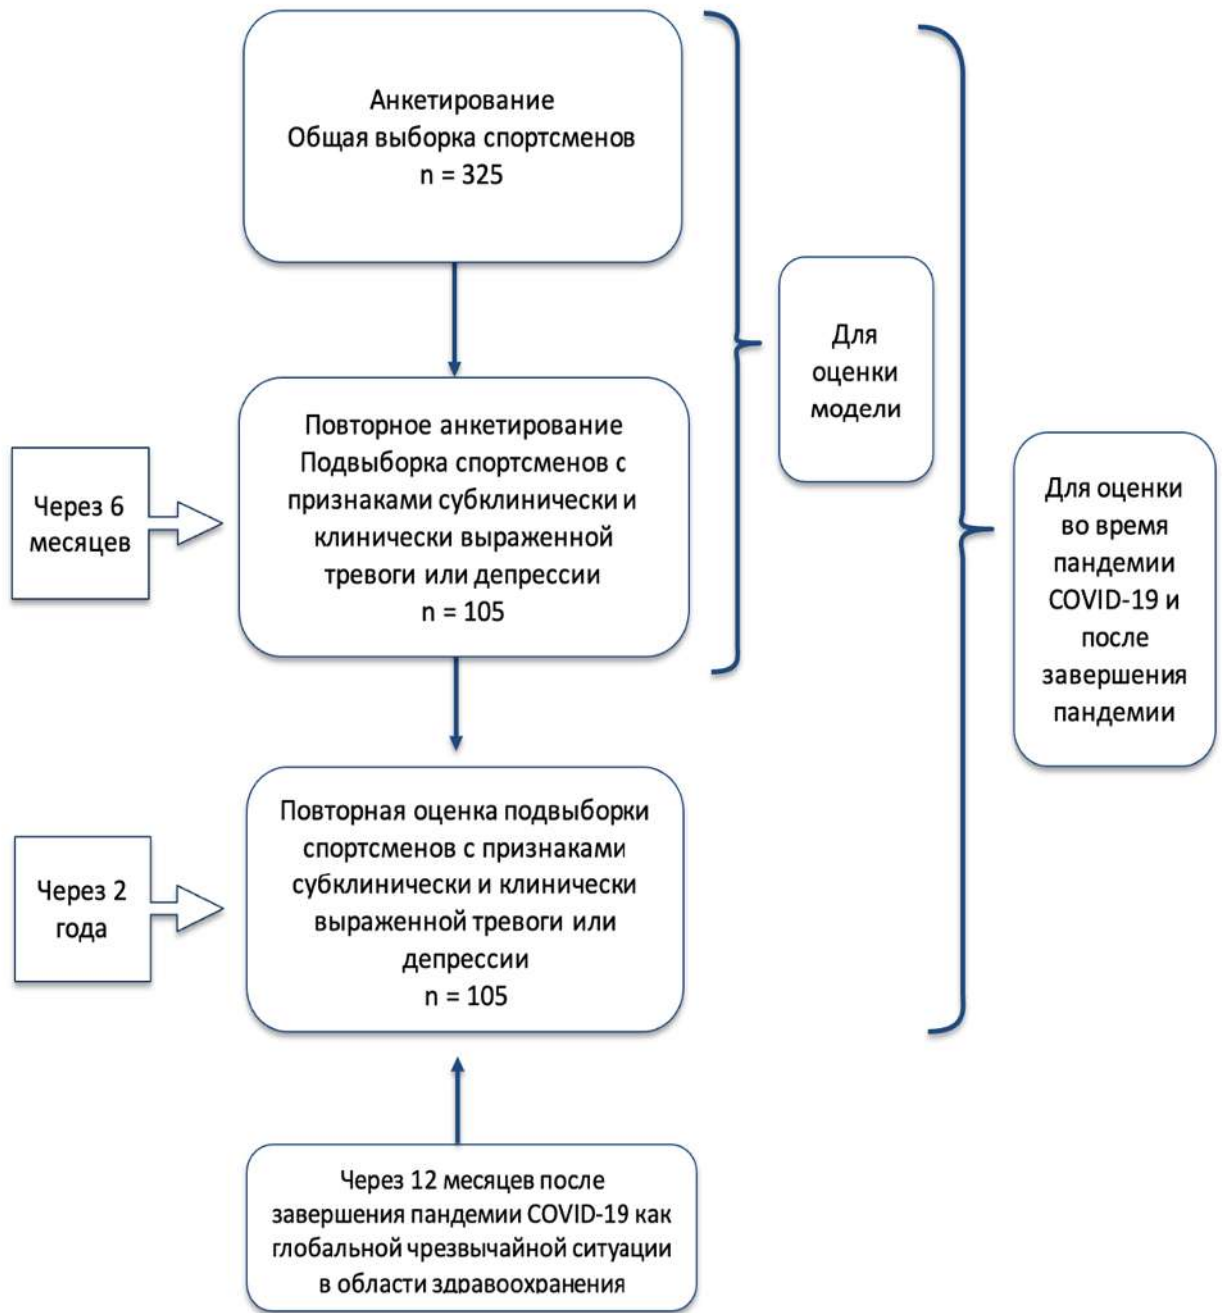 Анкетирование
Общая выборка спортсменов
n = 325
Для
оценки
модели
Повторное анкетирование
Подвыборка спортсменов с
признаками субклинически и
клинически выраженной
тревоги или депрессии
n = 105
Через 6
месяцев
Для оценки
во время
пандемии
COVID-19 и
после
завершения
пандемии
Повторная оценка подвыборки
спортсменов с признаками
субклинически и клинически
выраженной тревоги или
депрессии
n = 105
Через 2
года
Через 12 месяцев после
завершения пандемии COVID-19 как
глобальной чрезвычайной ситуации
в области здравоохранения